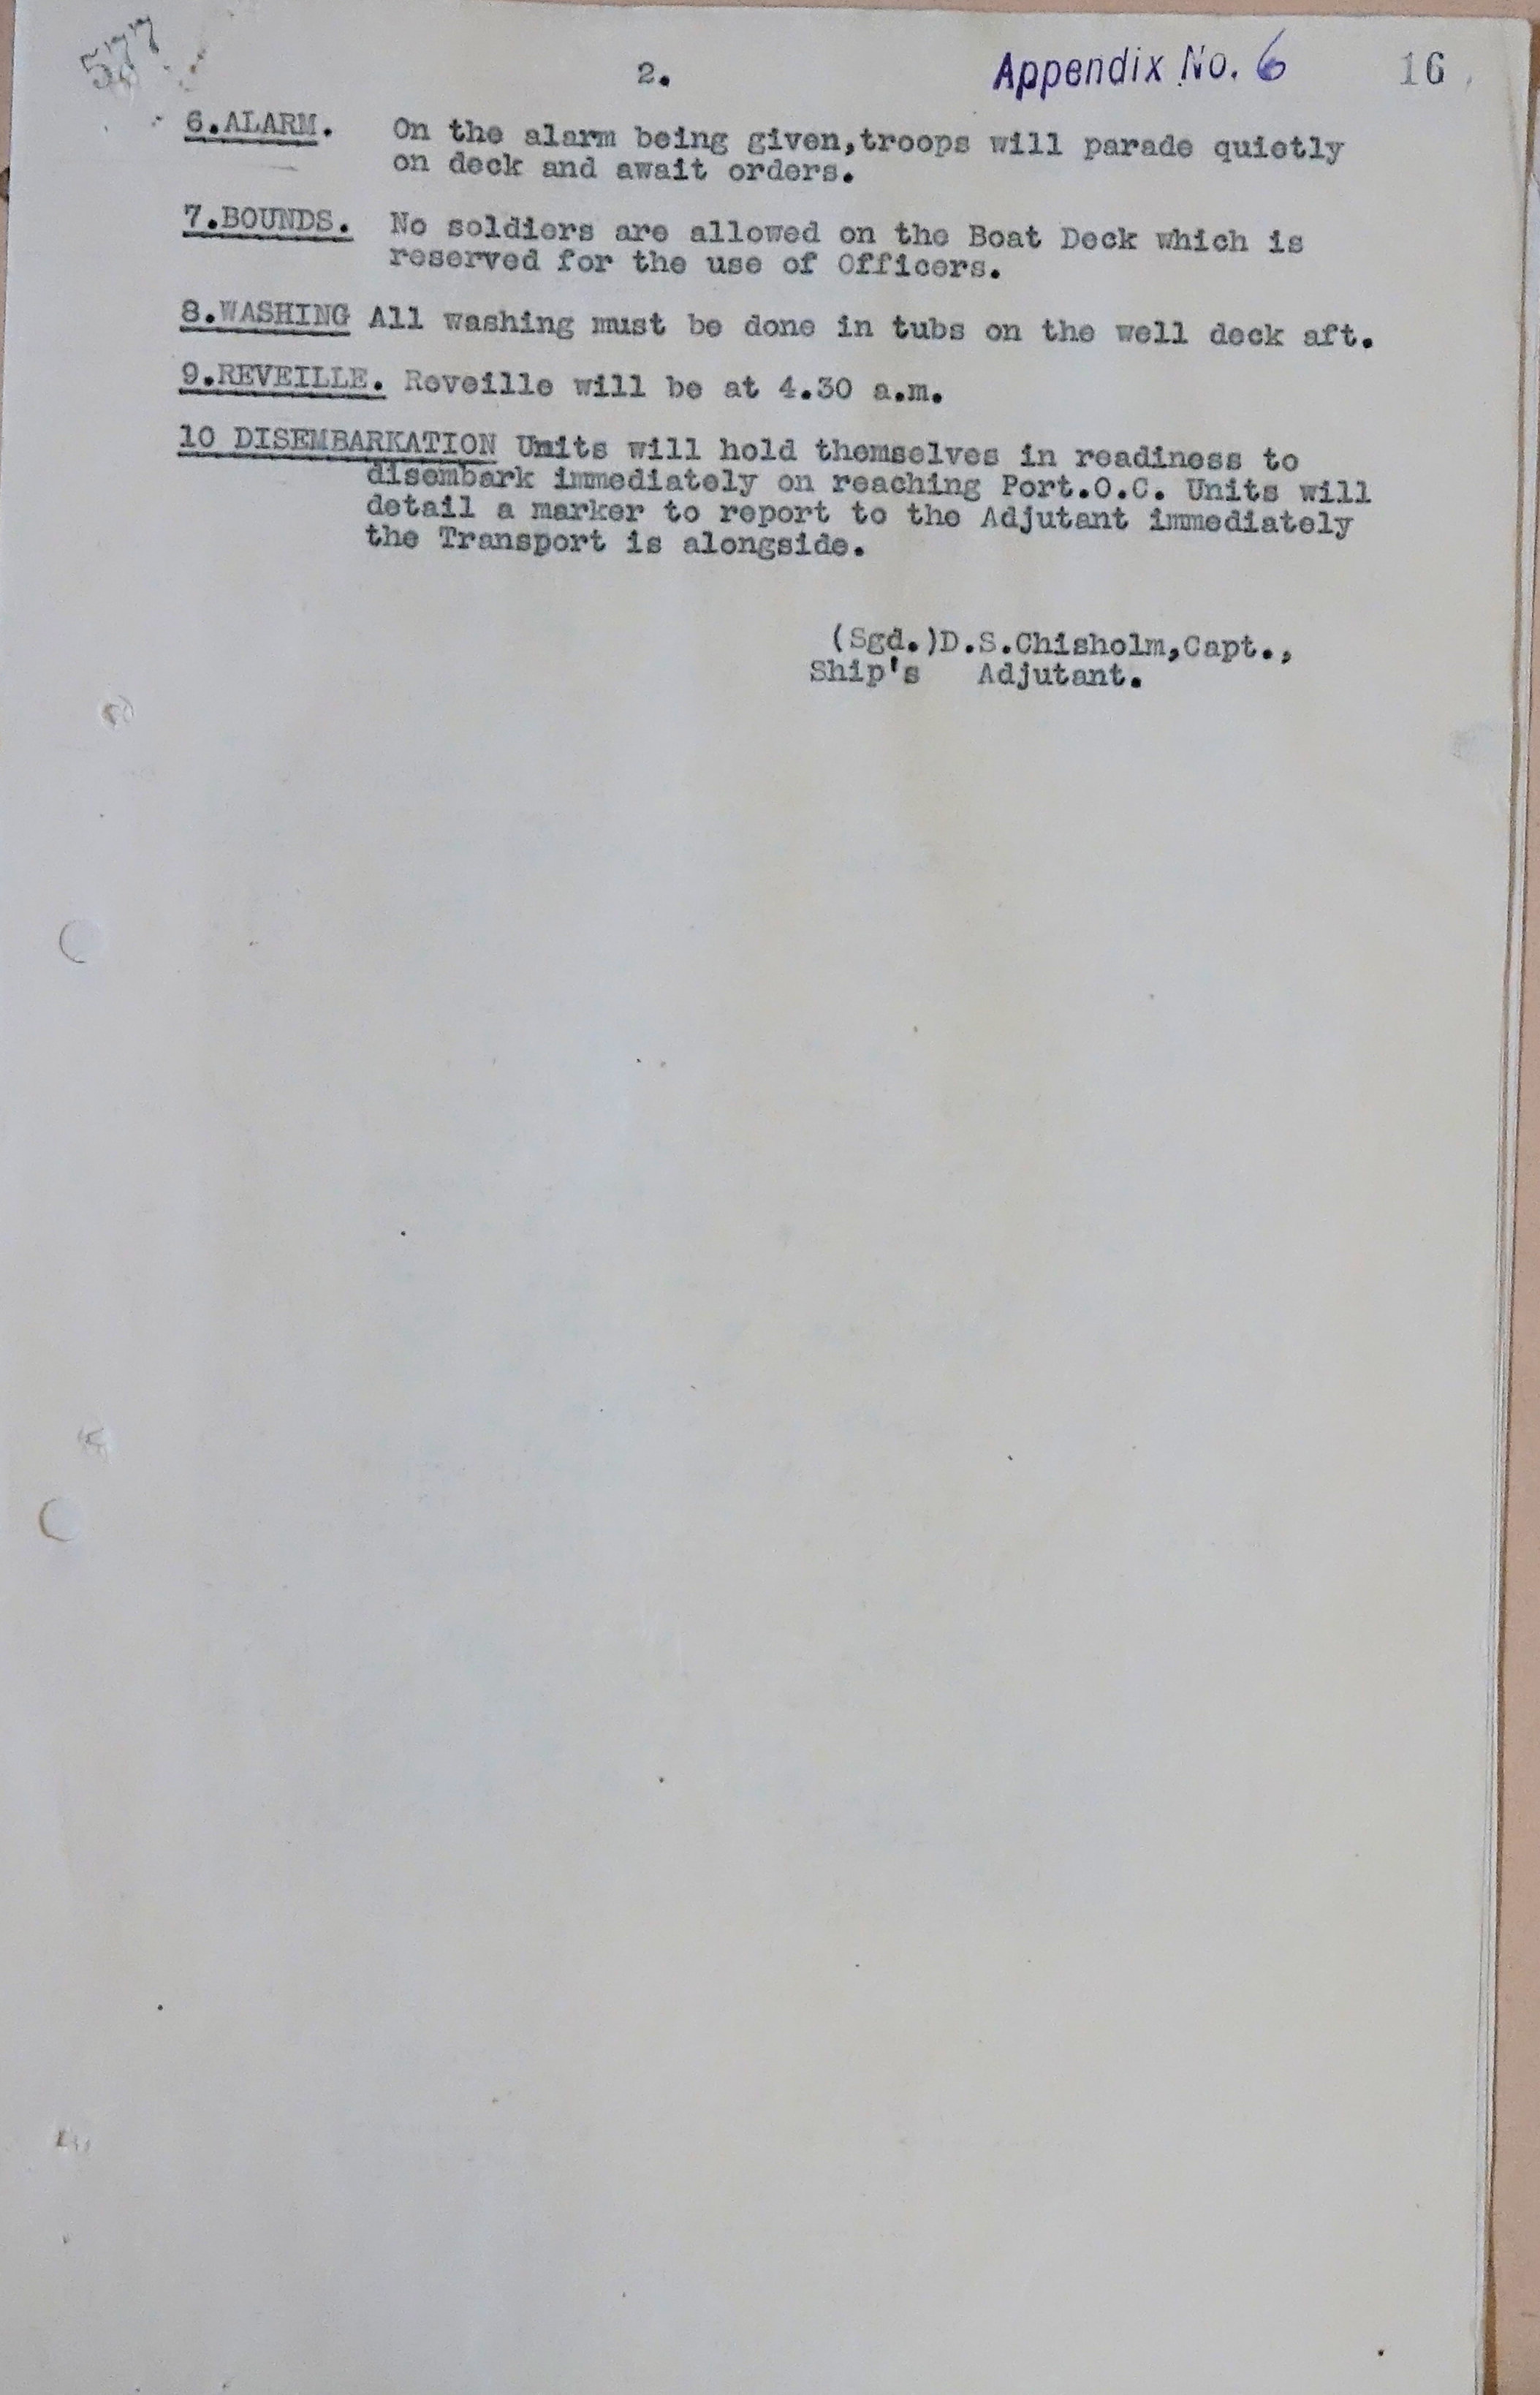 577
2.
Appendix No. 6
16
6.ALARM. On the alarm being given,troops will parade quietly
on deck and await orders.
7.BOUNDS. No soldiers are allowed on the Boat Deck which is
reserved for the use of Officers.
8.WASHING All washing must be done in tubs on the well deck aft.
9.REVEILLE. Reveille will be at 4.30 a.m.
10 DISEMBARKATION Units will hold themselves in readiness to
disembark immediately on reaching Port.O.C. Units will
detail a marker to report to the Adjutant immediately
the Transport is alongside.
(Sgd.)D.S.Chisholm,Capt.,
Ship's Adjutant.